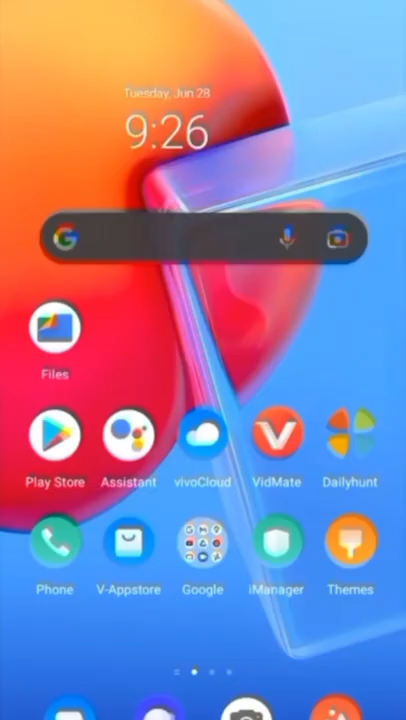 Tuesday, Jun 28
9:26
Files
Play Store Assistant vivoCloud VidMate Dailyhunt
Phone V-Appstore Google iManager Themes